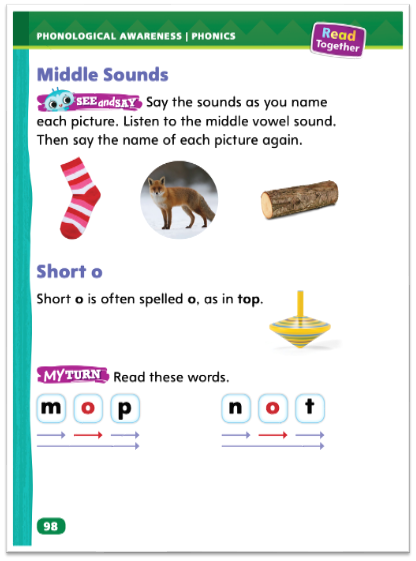 PHONOLOGICAL AWARENESS | PHONICS
Read
Together
Middle Sounds
SEE and SAY Say the sounds as you name
each picture. Listen to the middle vowel sound.
Then say the name of each picture again.
Short o
Short o is often spelled o, as in top.
MY TURN Read these words.
m o p n o t
98